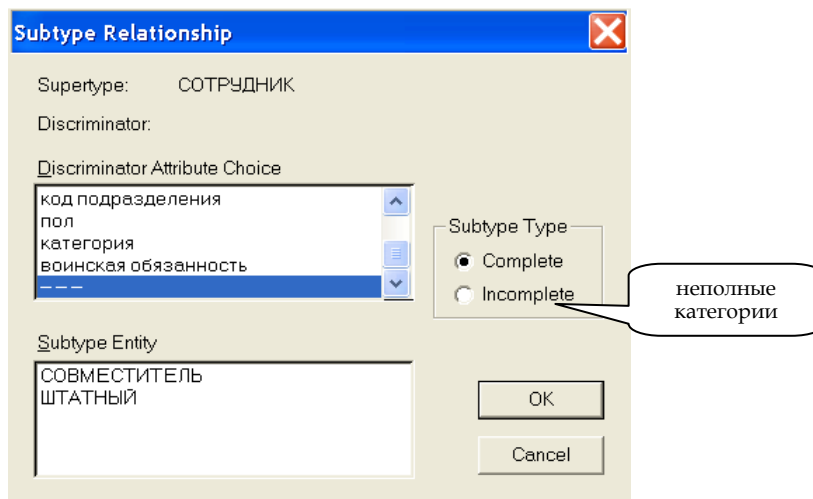 Subtype Relationship
Supertype: СОТРУДНИК
Discriminator:
Discriminator Attribute Choice
код подразделения
пол
категория
воинская обязанность
– – –
Subtype Type
Complete
Incomplete
неполные
категории
Subtype Entity
СОВМЕСТИТЕЛЬ
ШТАТНЫЙ
OK
Cancel